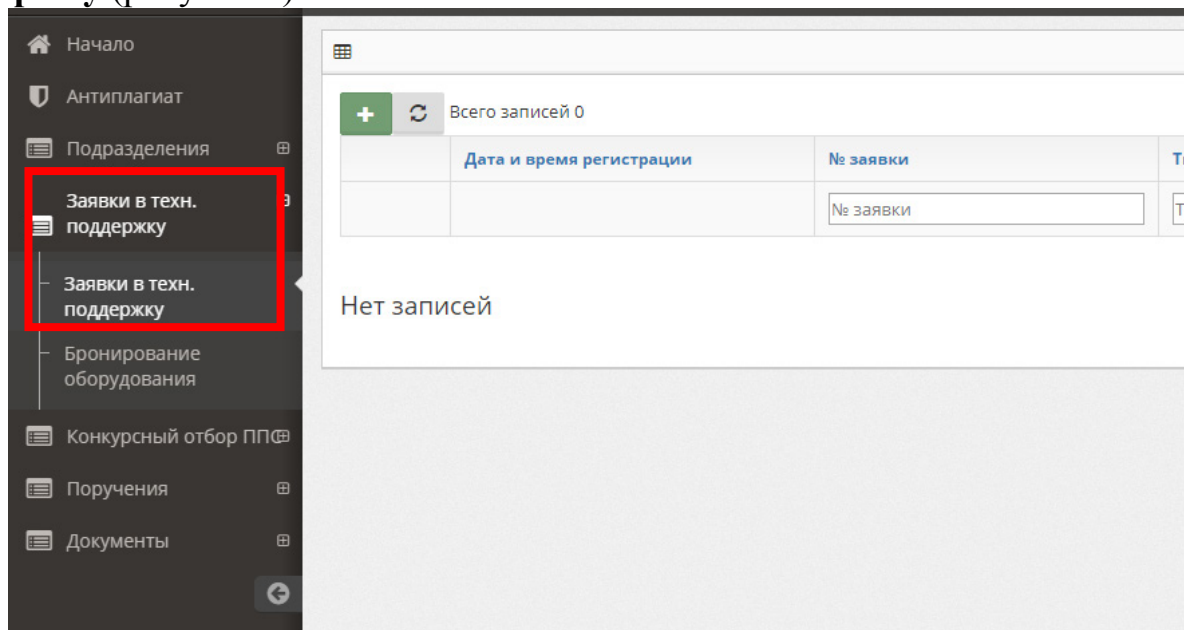 Начало
Антиплагиат
Подразделения
Заявки в техн.
поддержку
Заявки в техн.
поддержку
Бронирование
оборудования
Конкурсный отбор ППС
Поручения
Документы
Всего записей 0
Дата и время регистрации № заявки
№ заявки
Нет записей